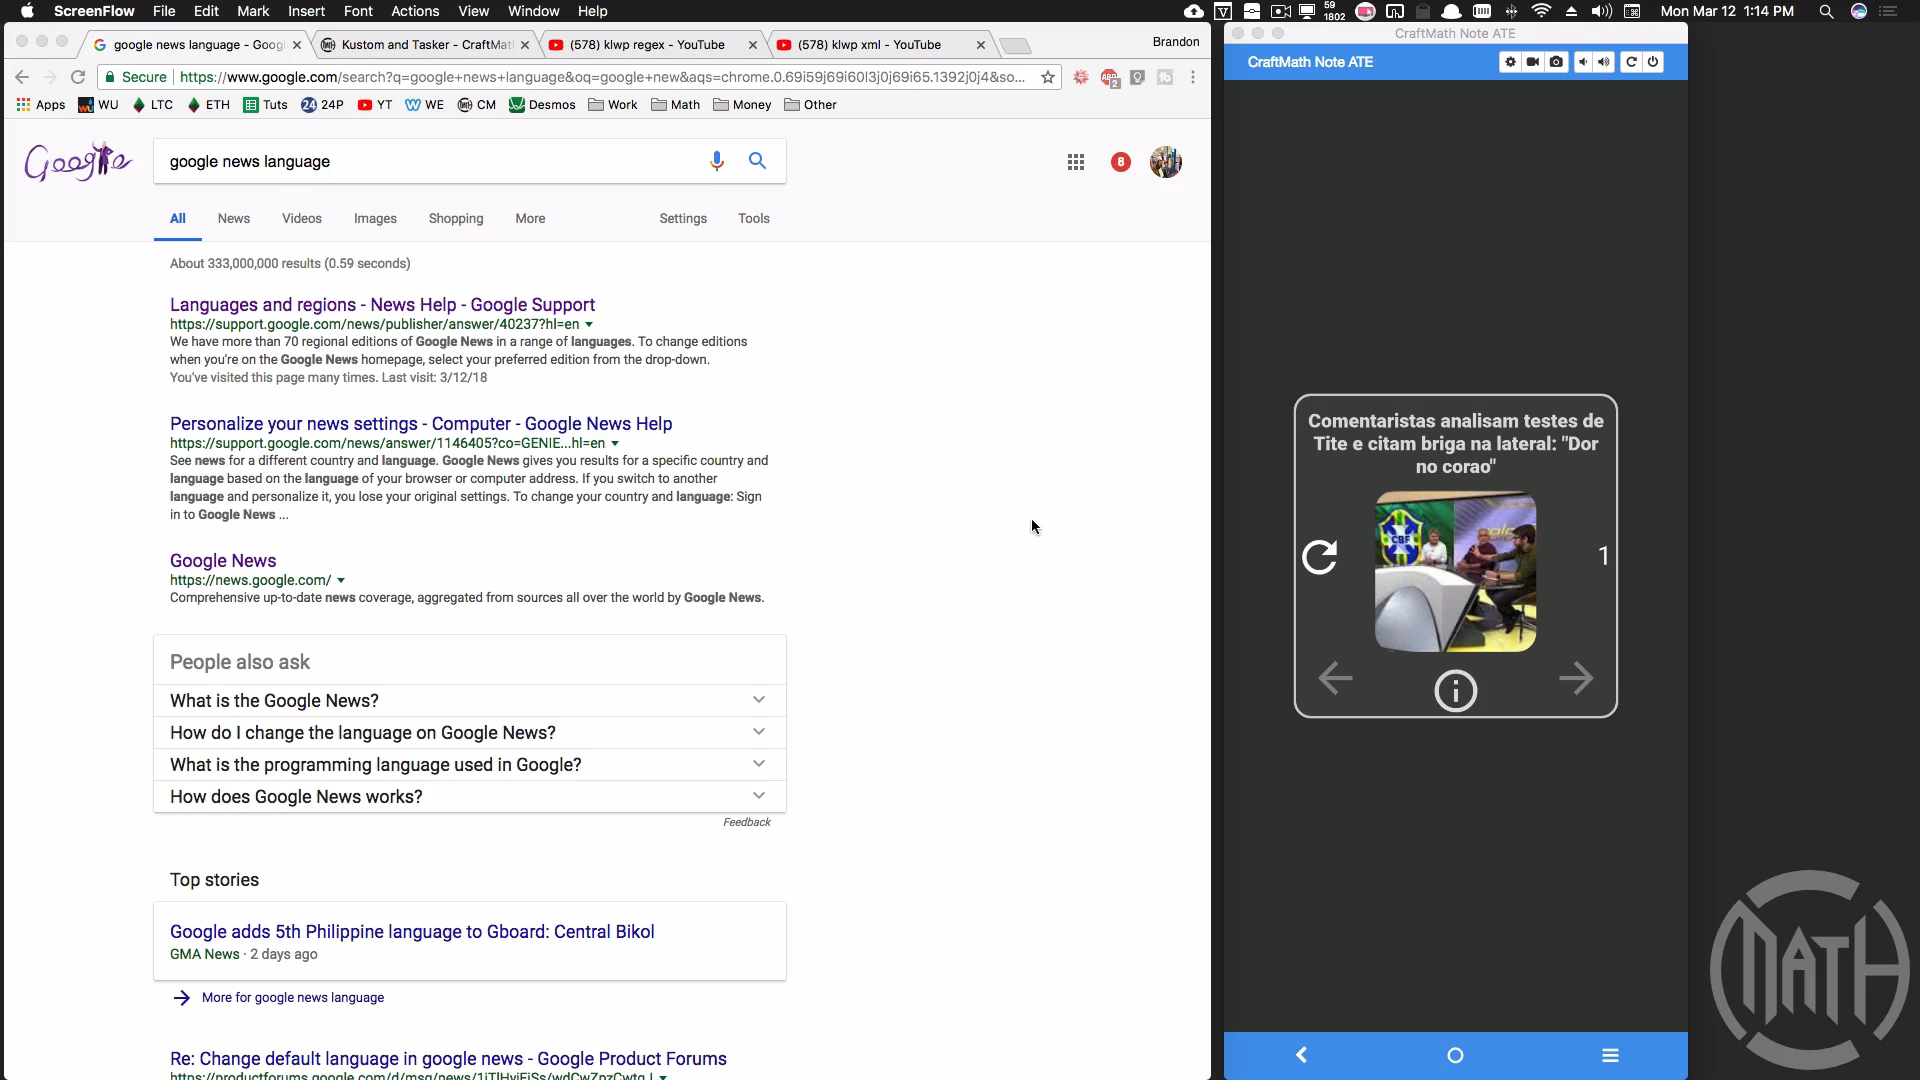 ScreenFlow File Edit Mark Insert Font Actions View Window Help
59
1802
Mon Mar 12 1:14 PM
google news language - Goog
Kustom and Tasker - CraftMat
(578) klwp regex - YouTube
(578) klwp xml - YouTube
Brandon
Secure
https://www.google.com/search?q=google+news+language&oq=google+new&aqs=chrome.0.69i59j69i60l3j0j69i65.1392j0j4&so...
ABP
2
Apps WU LTC ETH Tuts 24P YT WE CM Desmos Work Math Money Other
Google
google news language
8
All News Videos Images Shopping More Settings Tools
About 333,000,000 results (0.59 seconds)
Languages and regions - News Help - Google Support
https://support.google.com/news/publisher/answer/40237?hl=en
We have more than 70 regional editions of Google News in a range of languages. To change editions
when you're on the Google News homepage, select your preferred edition from the drop-down.
You've visited this page many times. Last visit: 3/12/18
Personalize your news settings - Computer - Google News Help
https://support.google.com/news/answer/1146405?co=GENIE...hl=en
See news for a different country and language. Google News gives you results for a specific country and
language based on the language of your browser or computer address. If you switch to another
language and personalize it, you lose your original settings. To change your country and language: Sign
in to Google News ...
Google News
https://news.google.com/
Comprehensive up-to-date news coverage, aggregated from sources all over the world by Google News.
People also ask
What is the Google News?
How do I change the language on Google News?
What is the programming language used in Google?
How does Google News works?
Feedback
Top stories
Google adds 5th Philippine language to Gboard: Central Bikol
GMA News · 2 days ago
More for google news language
Re: Change default language in google news - Google Product Forums
CraftMath Note ATE
CraftMath Note ATE
Comentaristas analisam testes de
Tite e citam briga na lateral: "Dor
no corao"
CBF
1
MATH